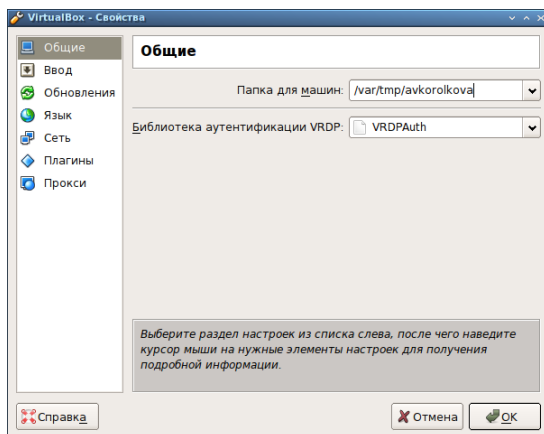 VirtualBox - Свойства
Общие
Ввод
Обновления
Язык
Сеть
Плагины
Прокси
Общие
Папка для машин: /var/tmp/avkorolkova
Библиотека аутентификации VRDP: VRDPAuth
Выберите раздел настроек из списка слева, после чего наведите
курсор мыши на нужные элементы настроек для получения
подробной информации.
Справка
Отмена
OK